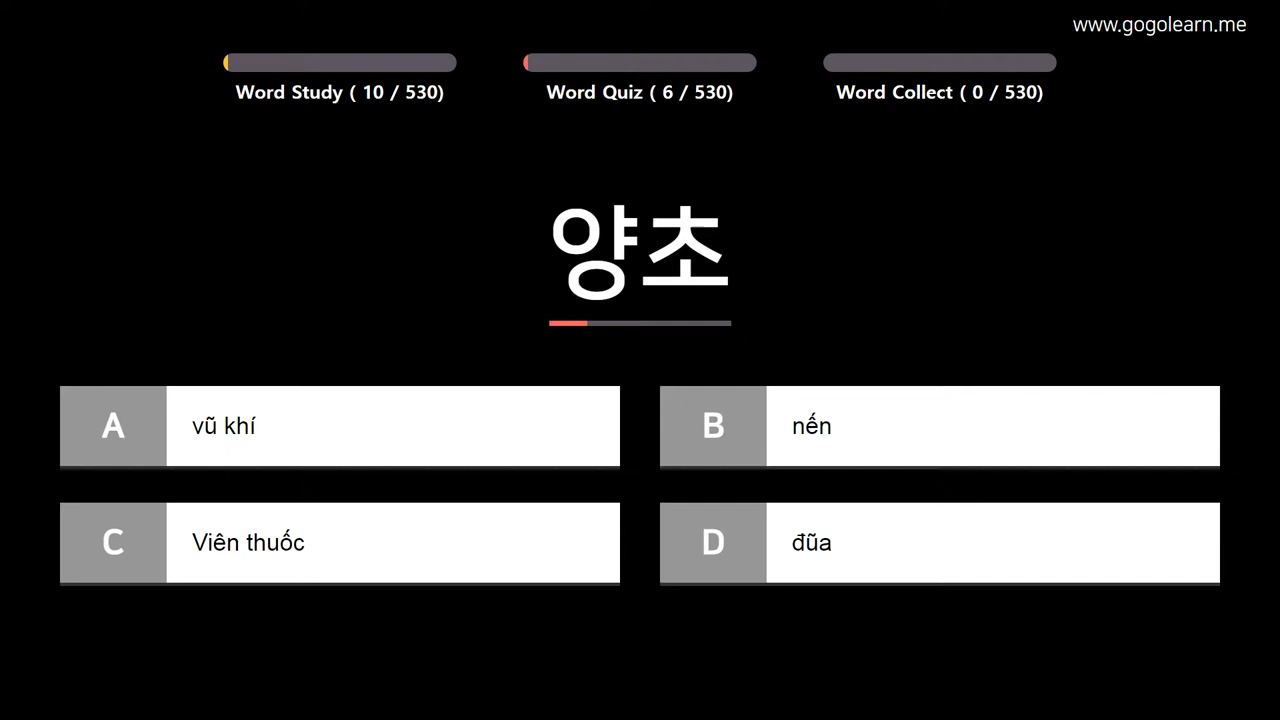 www.gogolearn.me
Word Study ( 10 / 530)
Word Quiz ( 6 / 530)
Word Collect ( 0 / 530)
양초
A vũ khí
B nến
C Viên thuốc
D đũa